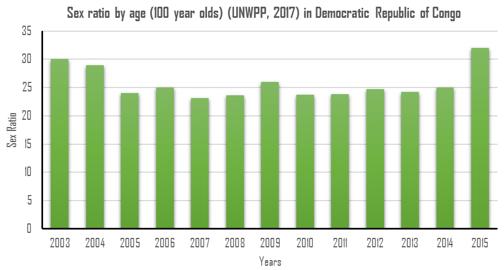 Sex ratio by age (100 year olds) (UNWPP, 2017) in Democratic Republic of Congo
35
30
25
20
15
10
5
0
Sex Ratio
2003 2004 2005 2006 2007 2008 2009 2010 2011 2012 2013 2014 2015
Years